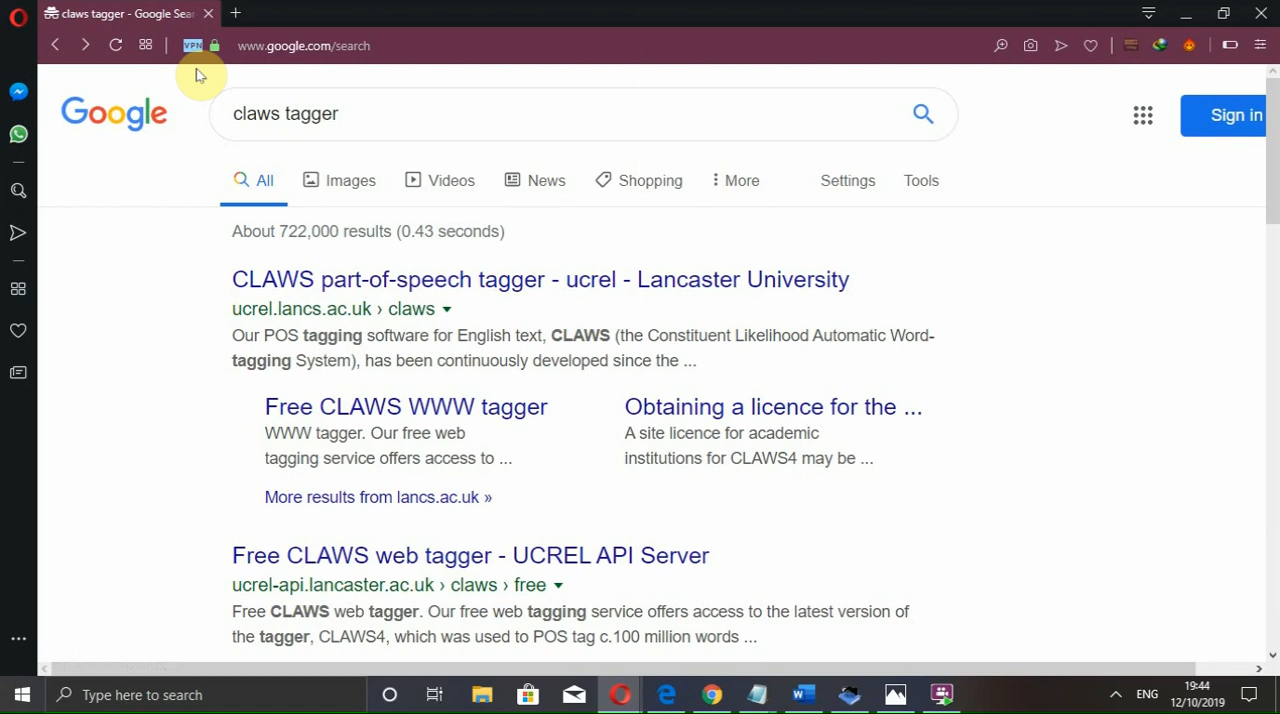 claws tagger - Google Sear
VPN
www.google.com/search
Google
claws tagger
Sign in
All
Images
Videos
News
Shopping
More
Settings
Tools
About 722,000 results (0.43 seconds)
CLAWS part-of-speech tagger - ucrel - Lancaster University
ucrel.lancs.ac.uk › claws
Our POS tagging software for English text, CLAWS (the Constituent Likelihood Automatic Word-
tagging System), has been continuously developed since the ...
Free CLAWS WWW tagger
WWW tagger. Our free web
tagging service offers access to ...
Obtaining a licence for the ...
A site licence for academic
institutions for CLAWS4 may be ...
More results from lancs.ac.uk »
Free CLAWS web tagger - UCREL API Server
ucrel-api.lancaster.ac.uk › claws › free
Free CLAWS web tagger. Our free web tagging service offers access to the latest version of
the tagger, CLAWS4, which was used to POS tag c.100 million words ...
Type here to search
ENG
19:44
12/10/2019